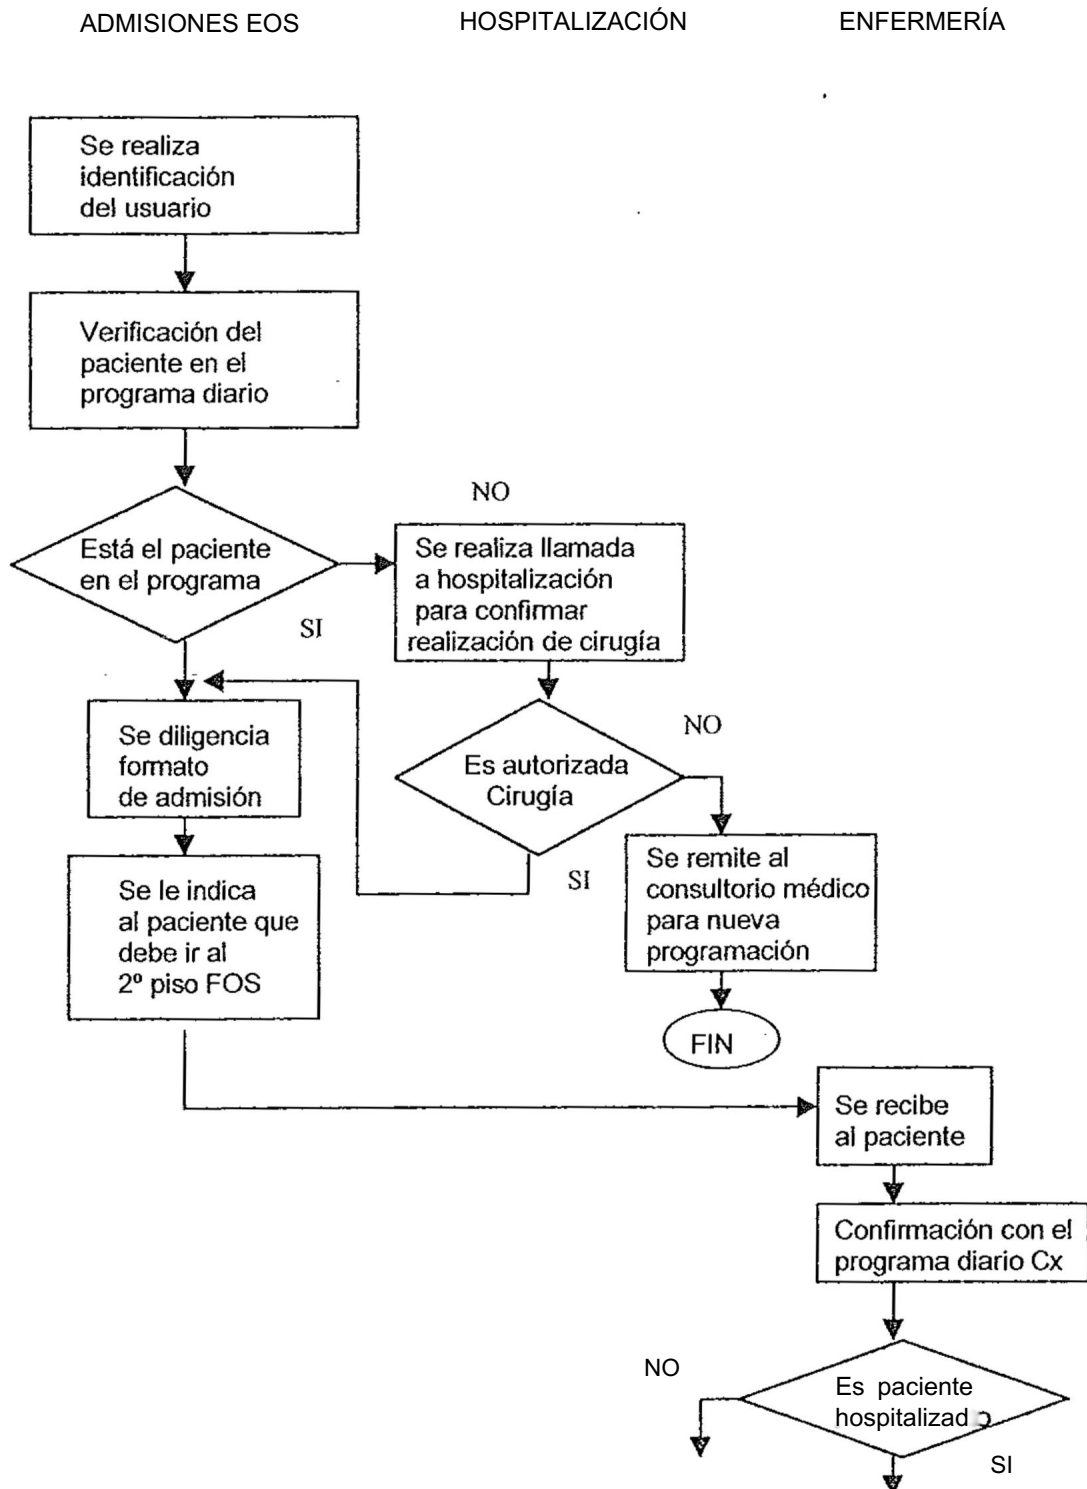 ADMISIONES EOS
HOSPITALIZACIÓN
ENFERMERÍA
Se realiza
identificación
del usuario
Verificación del
paciente en el
programa diario
Está el paciente
en el programa
NO
Se realiza llamada
a hospitalización
para confirmar
realización de cirugía
SI
Se diligencia
formato
de admisión
Es autorizada
Cirugía
NO
SI
Se le indica
al paciente que
debe ir al
2º piso FOS
Se remite al
consultorio médico
para nueva
programación
FIN
Se recibe
al paciente
Confirmación con el
programa diario Cx
Es paciente
hospitalizado
NO
SI